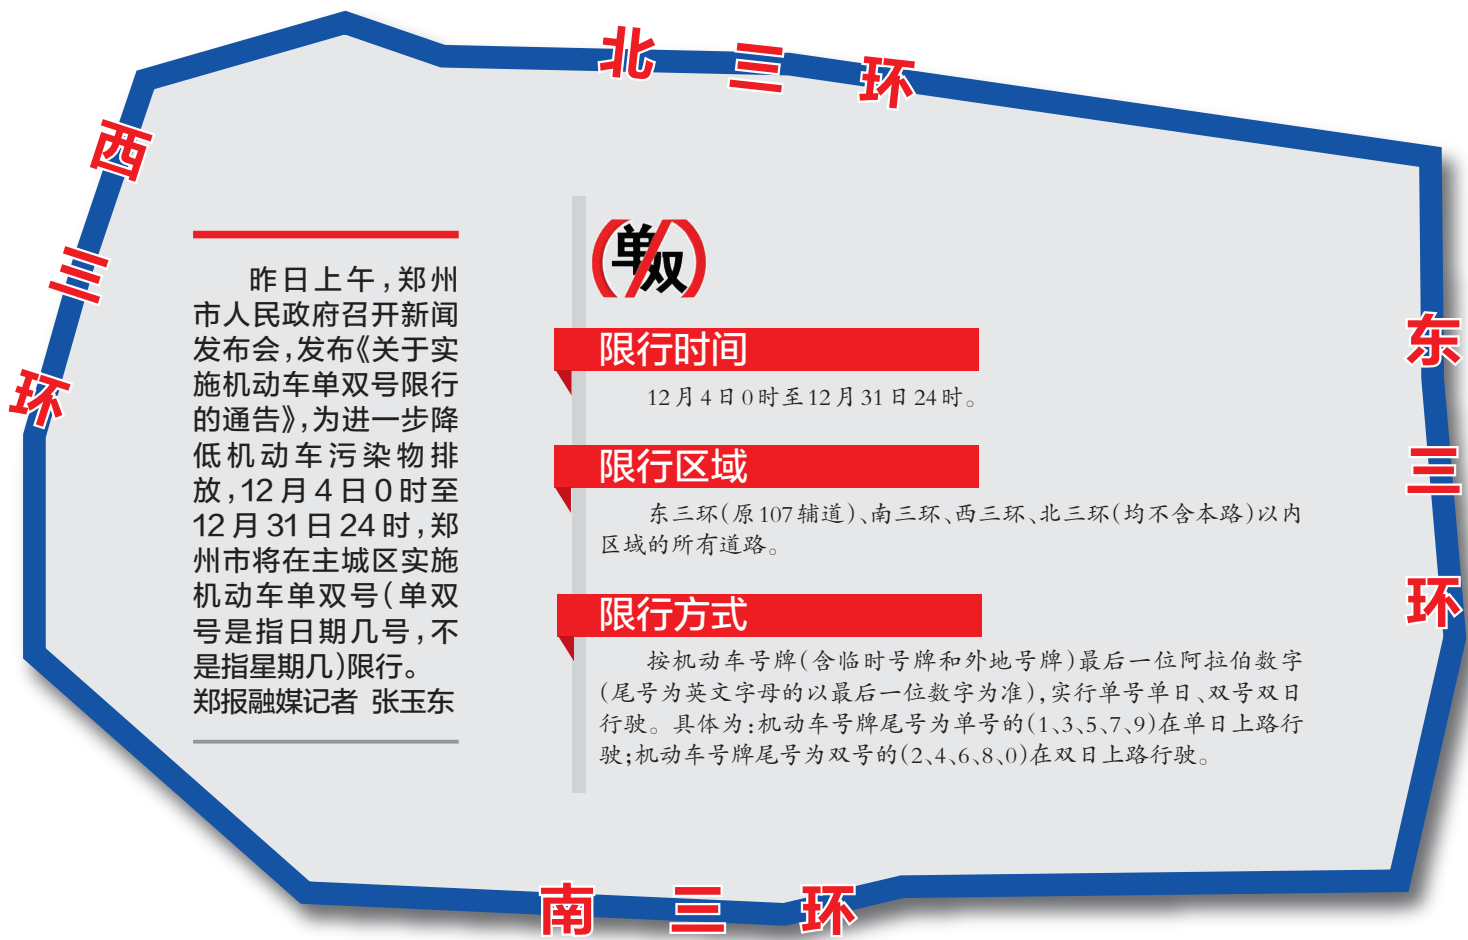 北三环
西三环
昨日上午，郑州
市人民政府召开新闻
发布会，发布《关于实
施机动车单双号限行
的通告》，为进一步降
低机动车污染物排
放，12月4日0时至
12月31日24时，郑
州市将在主城区实施
机动车单双号（单双
号是指日期几号，不
是指星期几）限行。
郑报融媒记者 张玉东
单双
限行时间
12月4日0时至12月31日24时。
限行区域
东三环（原107辅道）、南三环、西三环、北三环（均不含本路）以内
区域的所有道路。
限行方式
按机动车号牌（含临时号牌和外地号牌）最后一位阿拉伯数字
（尾号为英文字母的以最后一位数字为准），实行单号单日、双号双日
行驶。具体为：机动车号牌尾号为单号的（1、3、5、7、9）在单日上路行
驶；机动车号牌尾号为双号的（2、4、6、8、0）在双日上路行驶。
东三环
南三环